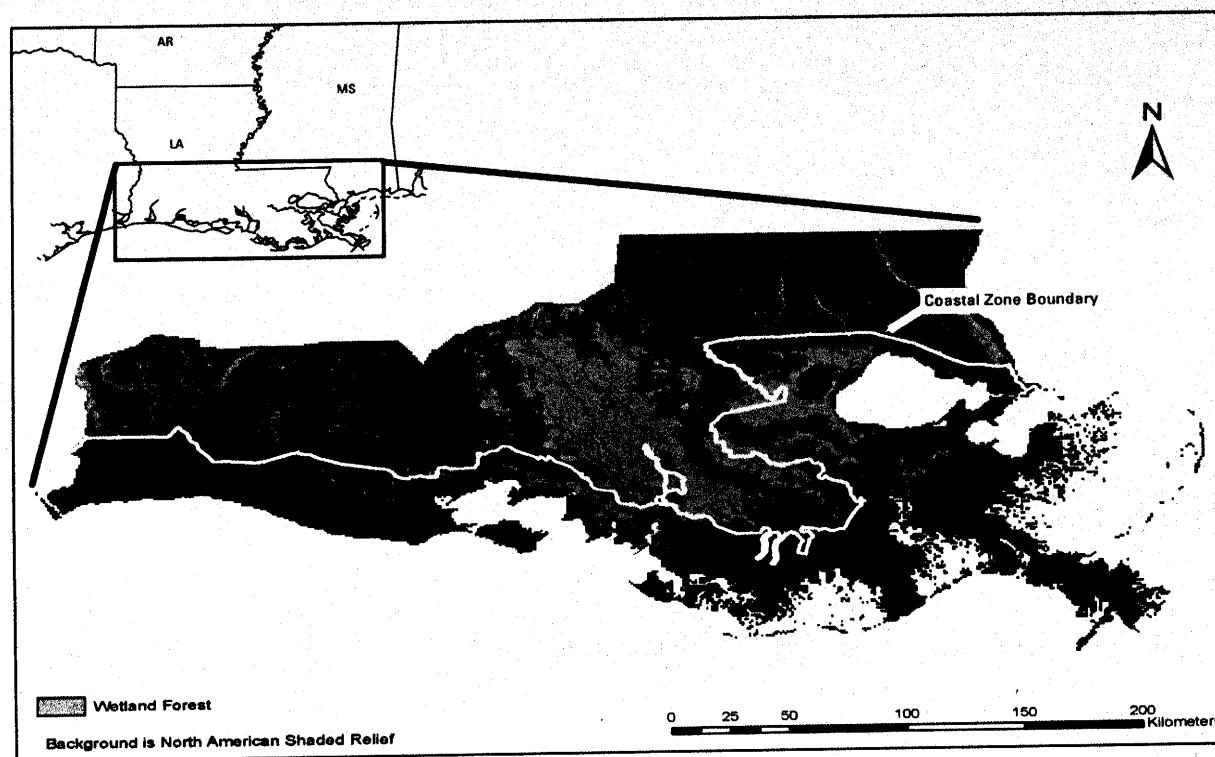 AR
MS
LA
N
Coastal Zone Boundary
Wetland Forest
0 25 50 100 150 200
Kilometers
Background is North American Shaded Relief